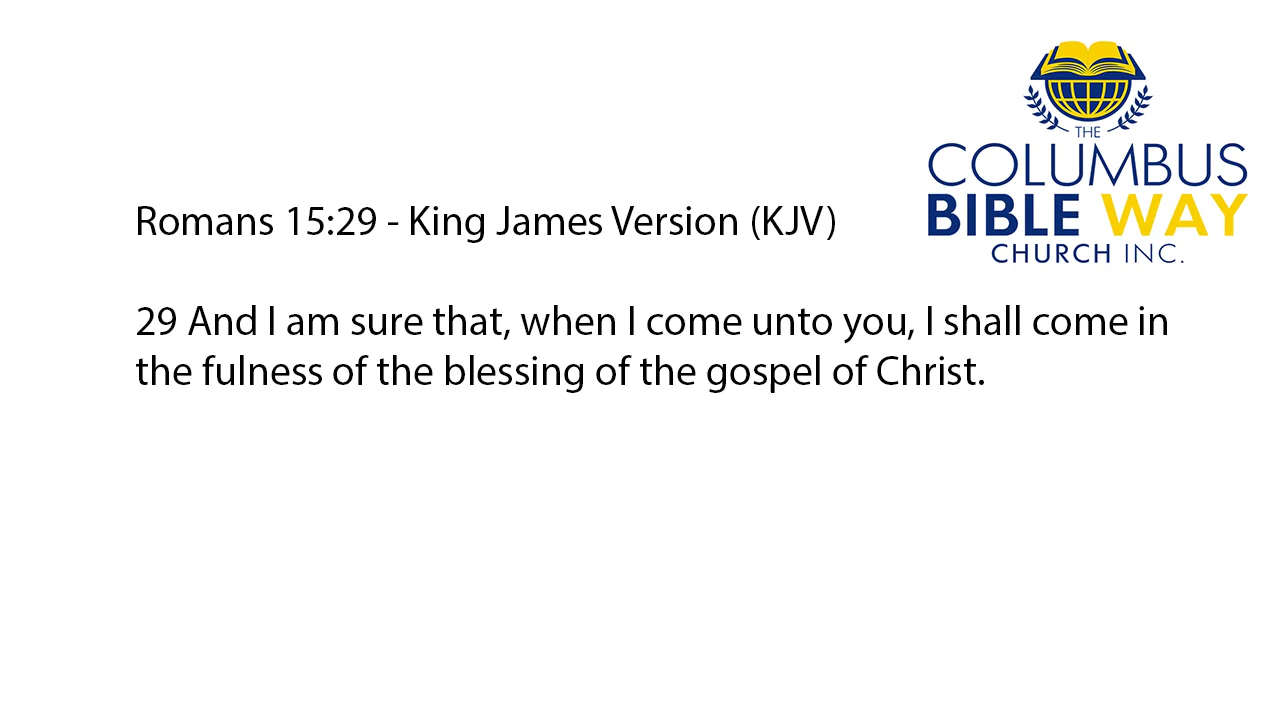 THE
COLUMBUS
BIBLE WAY
CHURCH INC.
Romans 15:29 - King James Version (KJV)
29 And I am sure that, when I come unto you, I shall come in
the fulness of the blessing of the gospel of Christ.